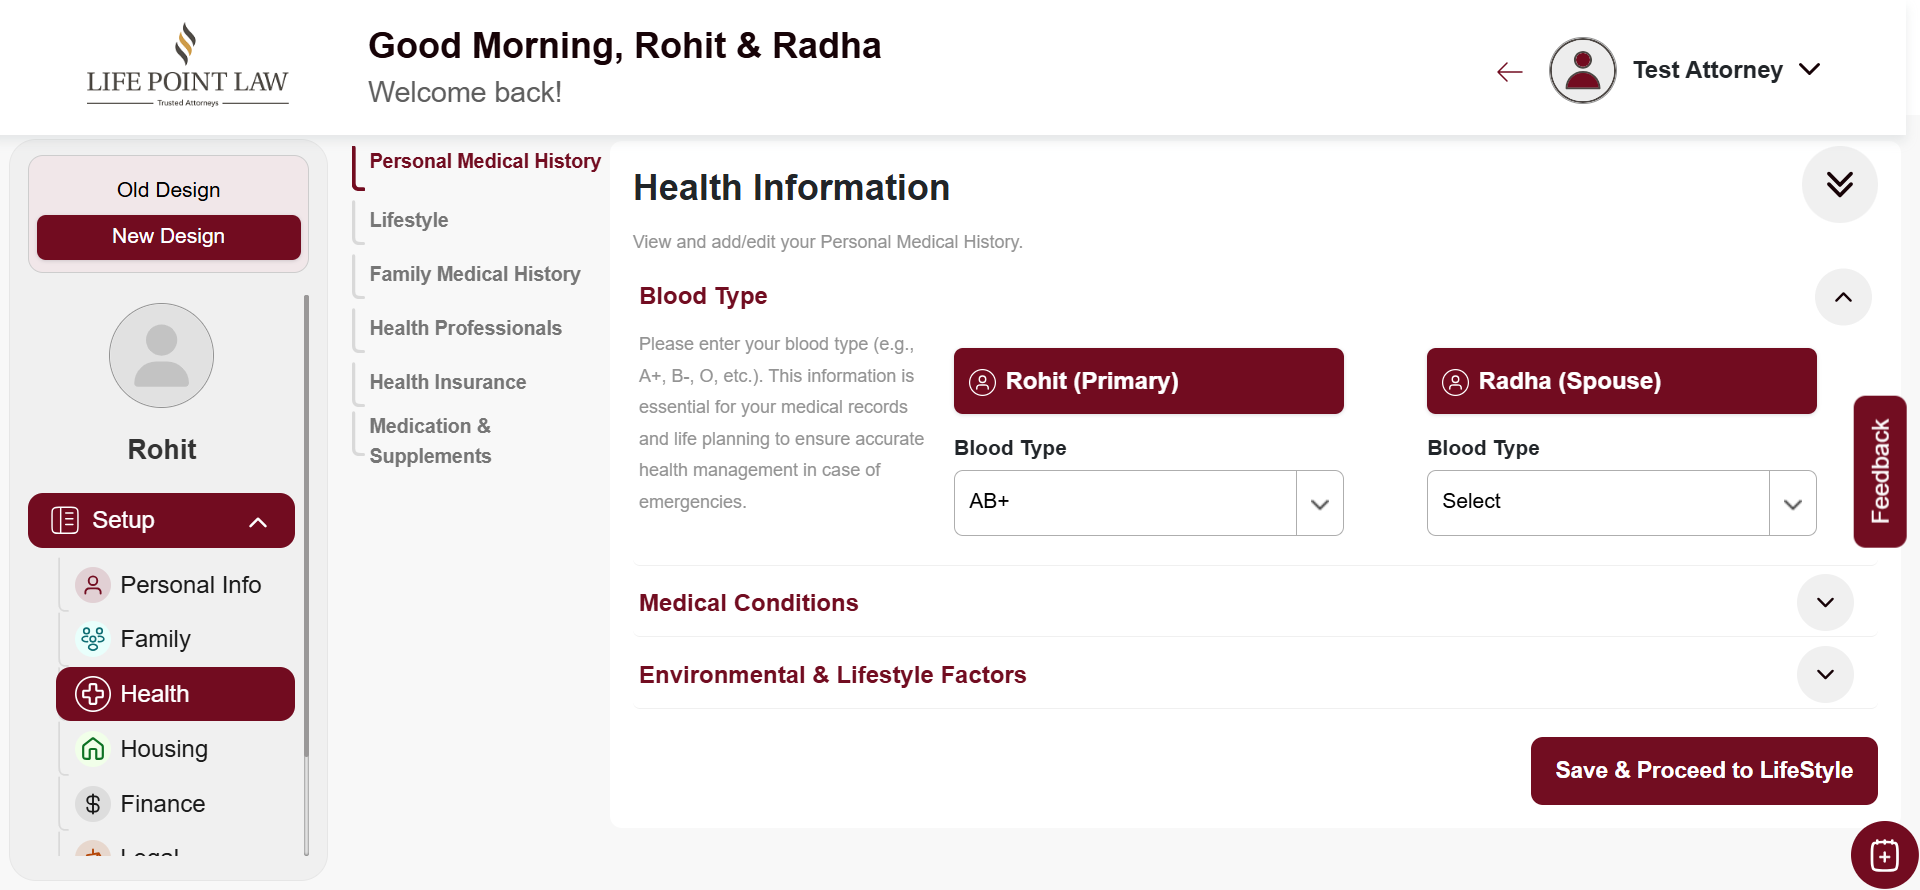 LIFE POINT LAW
Trusted Attorneys
Good Morning, Rohit & Radha
Welcome back!
Test Attorney
Old Design
New Design
Rohit
Setup
Personal Info
Family
Health
Housing
Finance
Legal
Personal Medical History
Lifestyle
Family Medical History
Health Professionals
Health Insurance
Medication &
Supplements
Health Information
View and add/edit your Personal Medical History.
Blood Type
Please enter your blood type (e.g.,
A+, B-, O, etc.). This information is
essential for your medical records
and life planning to ensure accurate
health management in case of
emergencies.
Rohit (Primary)
Blood Type
AB+
Radha (Spouse)
Blood Type
Select
Medical Conditions
Environmental & Lifestyle Factors
Save & Proceed to LifeStyle
Feedback